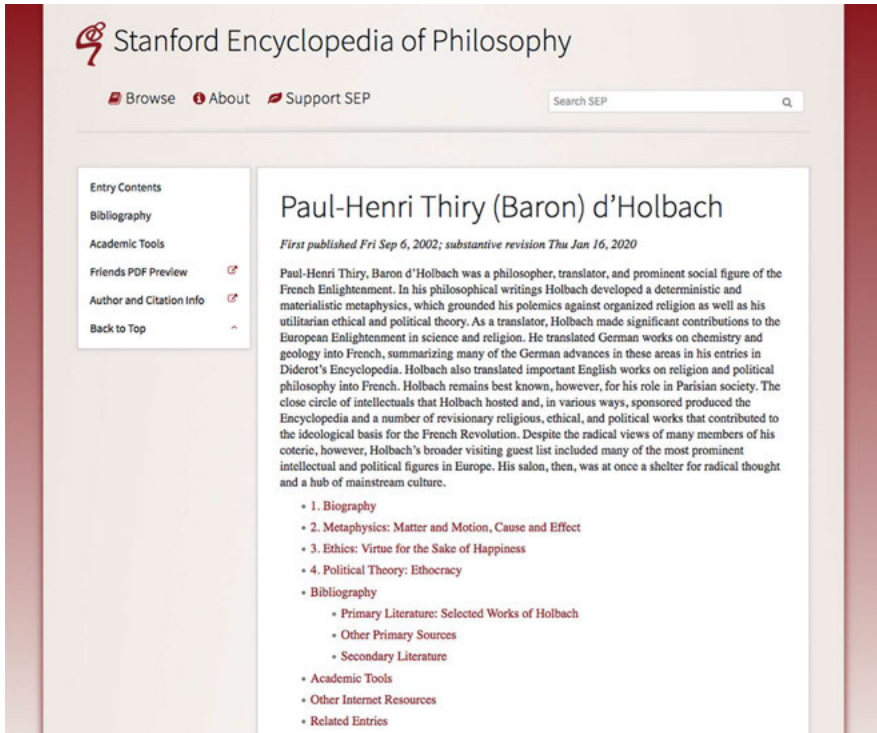 Stanford Encyclopedia of Philosophy
Browse About Support SEP
Search SEP
Entry Contents
Bibliography
Academic Tools
Friends PDF Preview
Author and Citation Info
Back to Top
Paul-Henri Thiry (Baron) d’Holbach
First published Fri Sep 6, 2002; substantive revision Thu Jan 16, 2020
Paul-Henri Thiry, Baron d’Holbach was a philosopher, translator, and prominent social figure of the
French Enlightenment. In his philosophical writings Holbach developed a deterministic and
materialistic metaphysics, which grounded his polemics against organized religion as well as his
utilitarian ethical and political theory. As a translator, Holbach made significant contributions to the
European Enlightenment in science and religion. He translated German works on chemistry and
geology into French, summarizing many of the German advances in these areas in his entries in
Diderot’s Encyclopedia. Holbach also translated important English works on religion and political
philosophy into French. Holbach remains best known, however, for his role in Parisian society. The
close circle of intellectuals that Holbach hosted and, in various ways, sponsored produced the
Encyclopedia and a number of revisionary religious, ethical, and political works that contributed to
the ideological basis for the French Revolution. Despite the radical views of many members of his
coterie, however, Holbach’s broader visiting guest list included many of the most prominent
intellectual and political figures in Europe. His salon, then, was at once a shelter for radical thought
and a hub of mainstream culture.
• 1. Biography
• 2. Metaphysics: Matter and Motion, Cause and Effect
• 3. Ethics: Virtue for the Sake of Happiness
• 4. Political Theory: Ethocracy
• Bibliography
• Primary Literature: Selected Works of Holbach
• Other Primary Sources
• Secondary Literature
• Academic Tools
• Other Internet Resources
• Related Entries